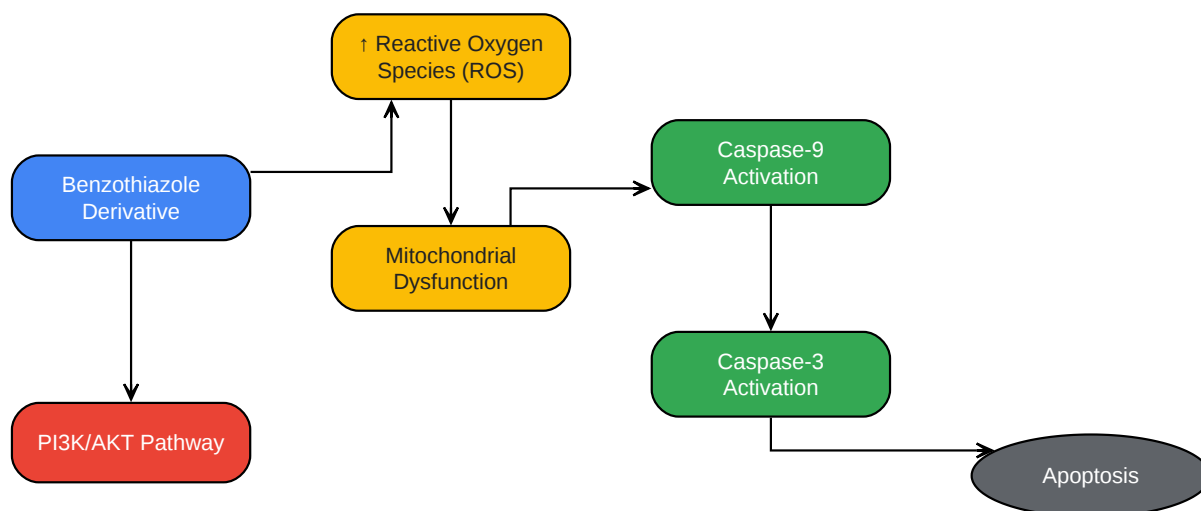 ↑ Reactive Oxygen
Species (ROS)
Benzothiazole
Derivative
Mitochondrial
Dysfunction
Caspase-9
Activation
Caspase-3
Activation
PI3K/AKT Pathway
Apoptosis